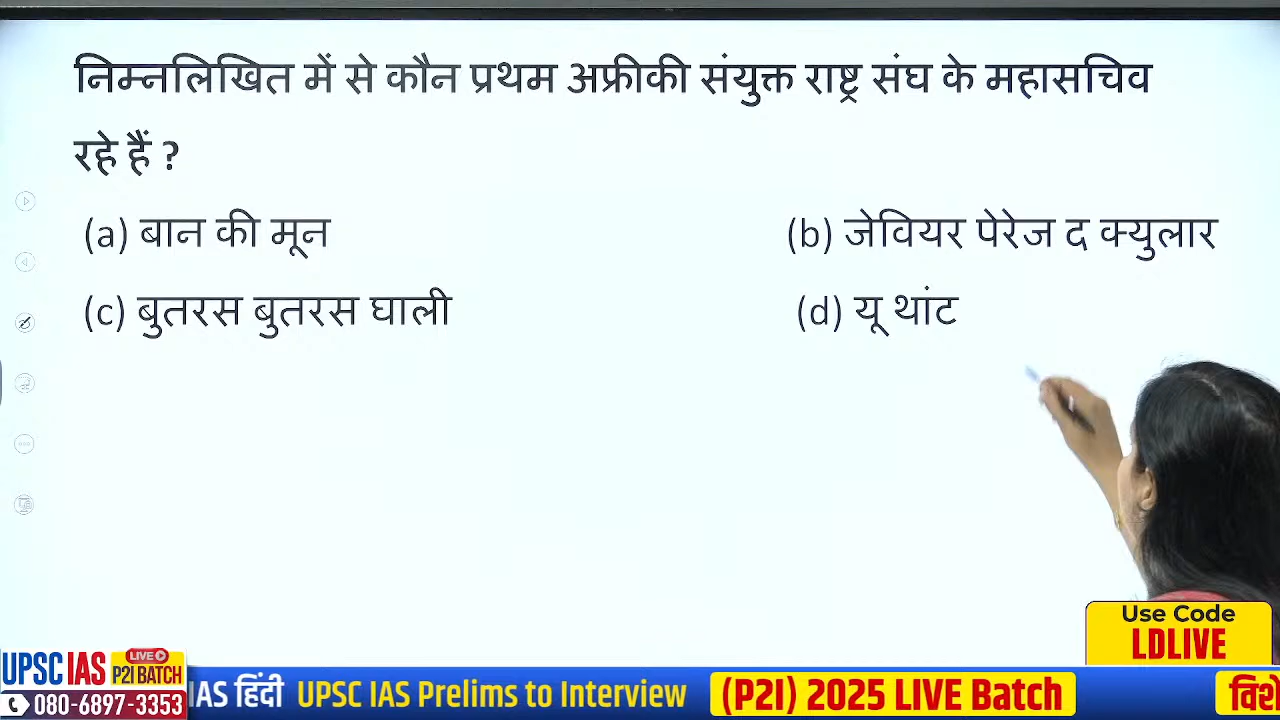 निम्नलिखित में से कौन प्रथम अफ्रीकी संयुक्त राष्ट्र संघ के महासचिव
रहे हैं ?
(a) बान की मून (b) जेवियर पेरेज द क्युलार
(c) बुतरस बुतरस घाली (d) यू थांट
Use Code
LDLIVE
UPSC IAS LIVE P2I BATCH
080-6897-3353
IAS हिंदी UPSC IAS Prelims to Interview (P2I) 2025 LIVE Batch